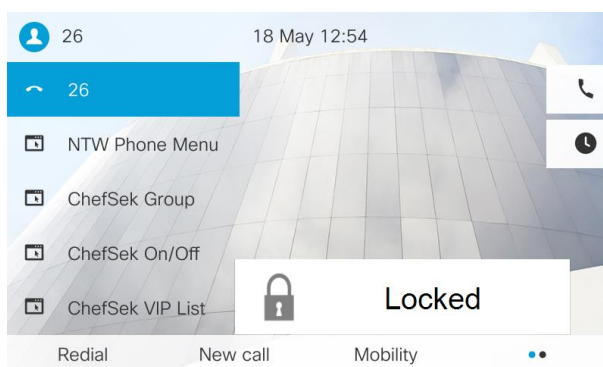 26 18 May 12:54
26
NTW Phone Menu
ChefSek Group
ChefSek On/Off
ChefSek VIP List
Locked
Redial New call Mobility